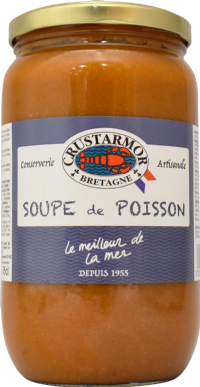 CRUSTARMOR
BRETAGNE
Conserverie
Artisanale
SOUPE de POISSON
Le meilleur de
la mer
DEPUIS 1955